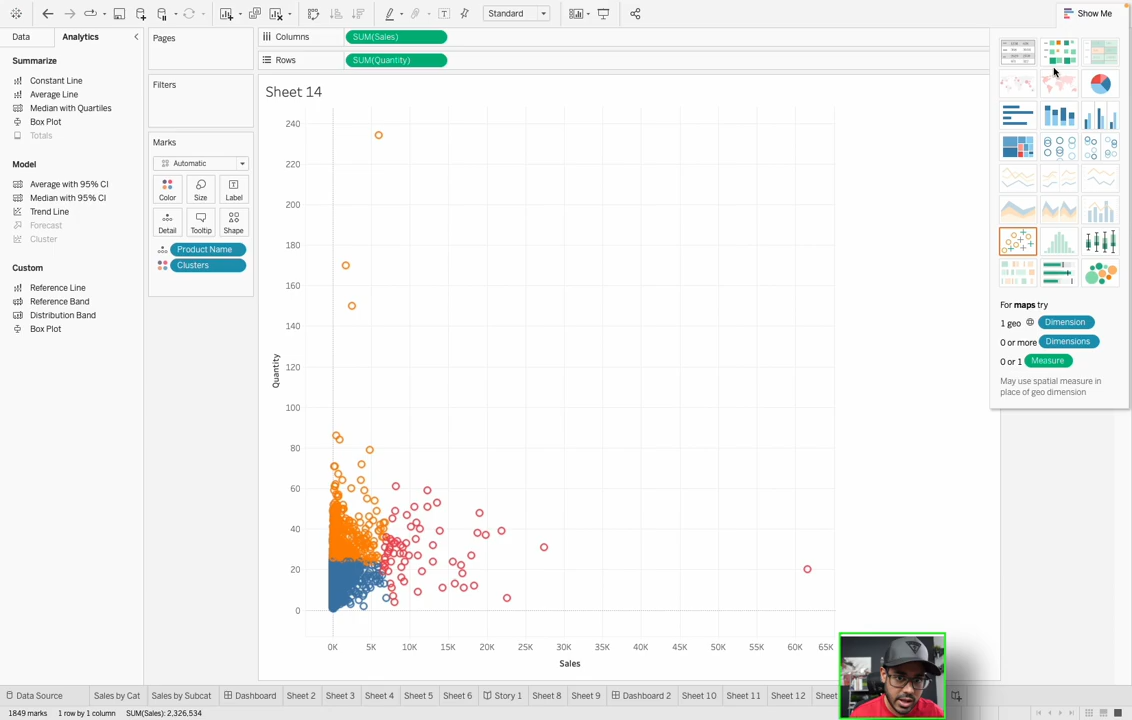 Standard
Show Me
Data
Analytics
Summarize
Constant Line
Average Line
Median with Quartiles
Box Plot
Totals
Model
Average with 95% CI
Median with 95% CI
Trend Line
Forecast
Cluster
Custom
Reference Line
Reference Band
Distribution Band
Box Plot
Pages
Filters
Marks
Automatic
Color
Size
Label
Detail
Tooltip
Shape
Product Name
Clusters
Columns
SUM(Sales)
Rows
SUM(Quantity)
Sheet 14
Quantity
240
220
200
180
160
140
120
100
80
60
40
20
0
0K 5K 10K 15K 20K 25K 30K 35K 40K 45K 50K 55K 60K 65K
Sales
For maps try
1 geo Dimension
0 or more Dimensions
0 or 1 Measure
May use spatial measure in
place of geo dimension
Data Source
Sales by Cat
Sales by Subcat
Dashboard
Sheet 2
Sheet 3
Sheet 4
Sheet 5
Sheet 6
Story 1
Sheet 8
Sheet 9
Dashboard 2
Sheet 10
Sheet 11
Sheet 12
Sheet
1849 marks 1 row by 1 column SUM(Sales): 2,326,534